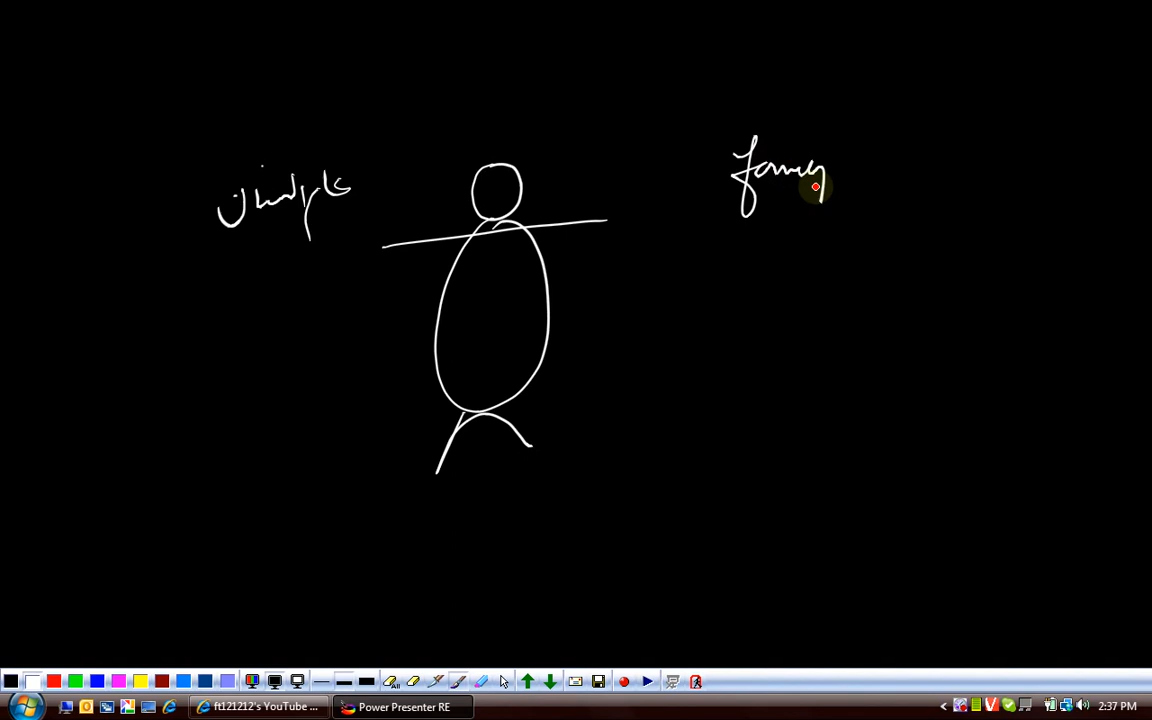 simple
fancy
ft121212's YouTube ...
Power Presenter RE
2:37 PM